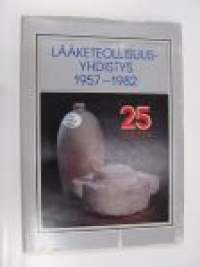 LÄÄKETEOLLISUUS-
YHDISTYS
1957-1982
25